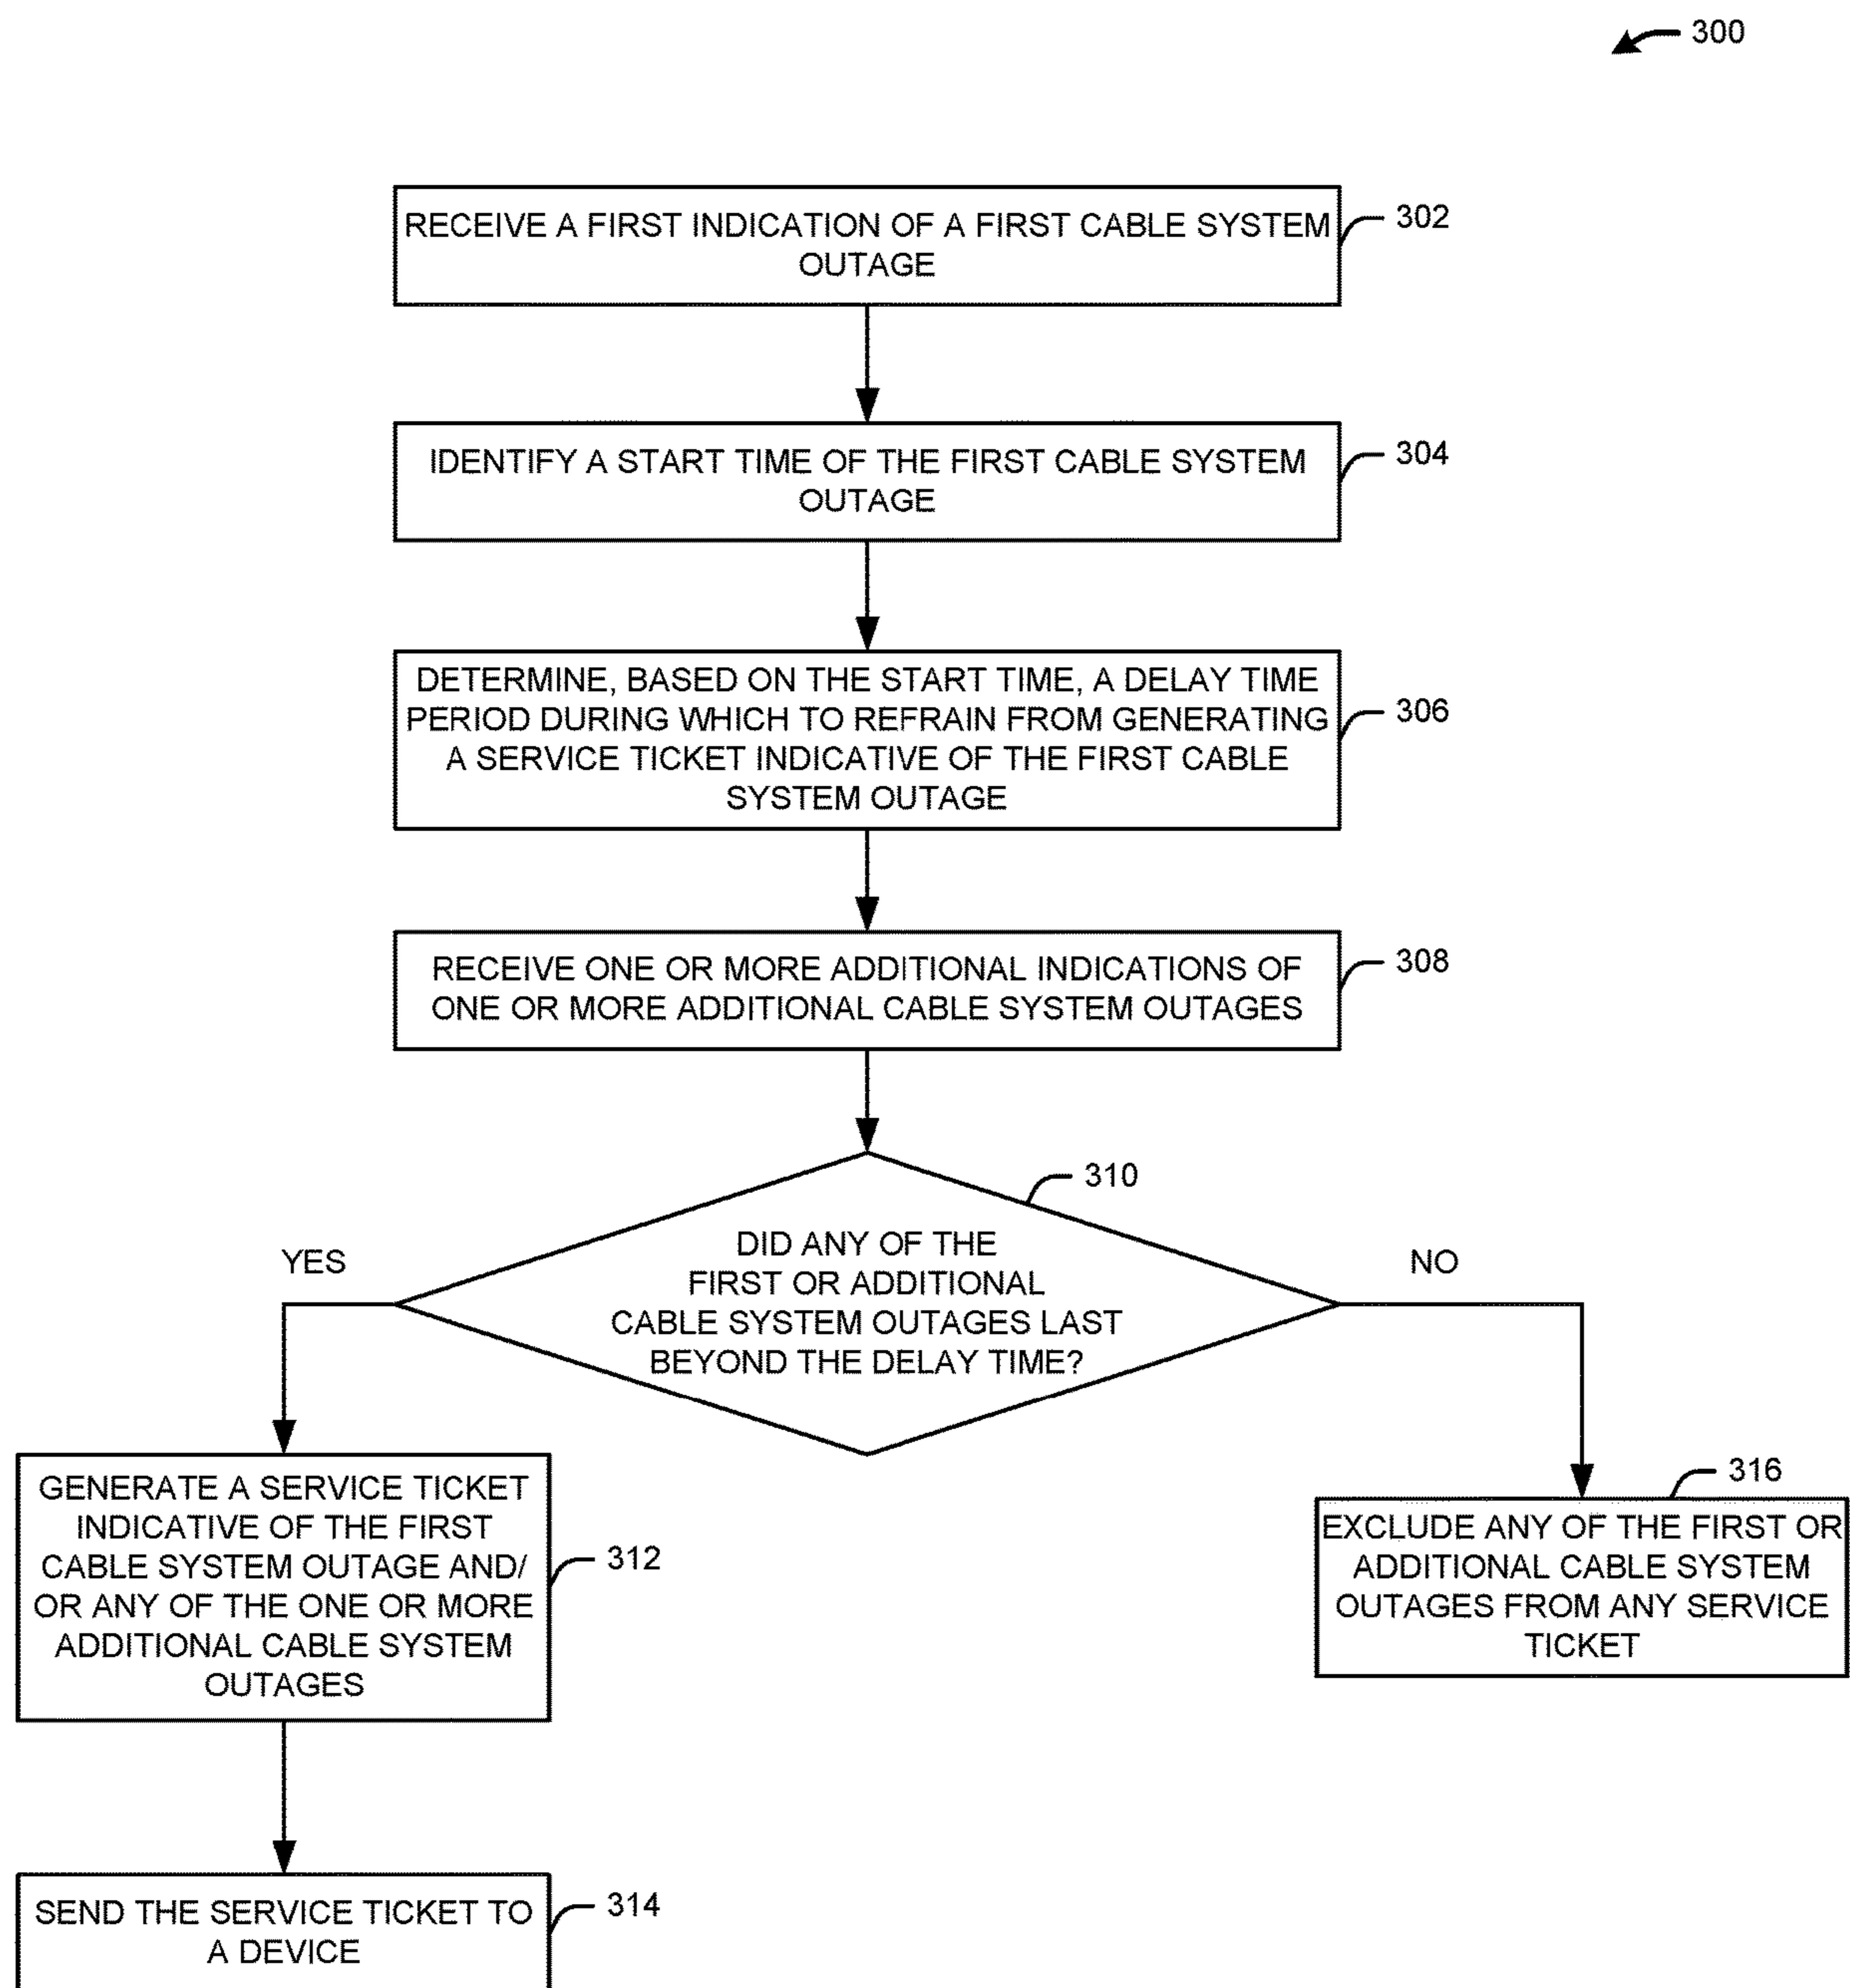 300
RECEIVE A FIRST INDICATION OF A FIRST CABLE SYSTEM
OUTAGE
302
IDENTIFY A START TIME OF THE FIRST CABLE SYSTEM
OUTAGE
304
DETERMINE, BASED ON THE START TIME, A DELAY TIME
PERIOD DURING WHICH TO REFRAIN FROM GENERATING
A SERVICE TICKET INDICATIVE OF THE FIRST CABLE
SYSTEM OUTAGE
306
RECEIVE ONE OR MORE ADDITIONAL INDICATIONS OF
ONE OR MORE ADDITIONAL CABLE SYSTEM OUTAGES
308
310
DID ANY OF THE
FIRST OR ADDITIONAL
CABLE SYSTEM OUTAGES LAST
BEYOND THE DELAY TIME?
YES
NO
GENERATE A SERVICE TICKET
INDICATIVE OF THE FIRST
CABLE SYSTEM OUTAGE AND/
OR ANY OF THE ONE OR MORE
ADDITIONAL CABLE SYSTEM
OUTAGES
312
316
EXCLUDE ANY OF THE FIRST OR
ADDITIONAL CABLE SYSTEM
OUTAGES FROM ANY SERVICE
TICKET
SEND THE SERVICE TICKET TO
A DEVICE
314